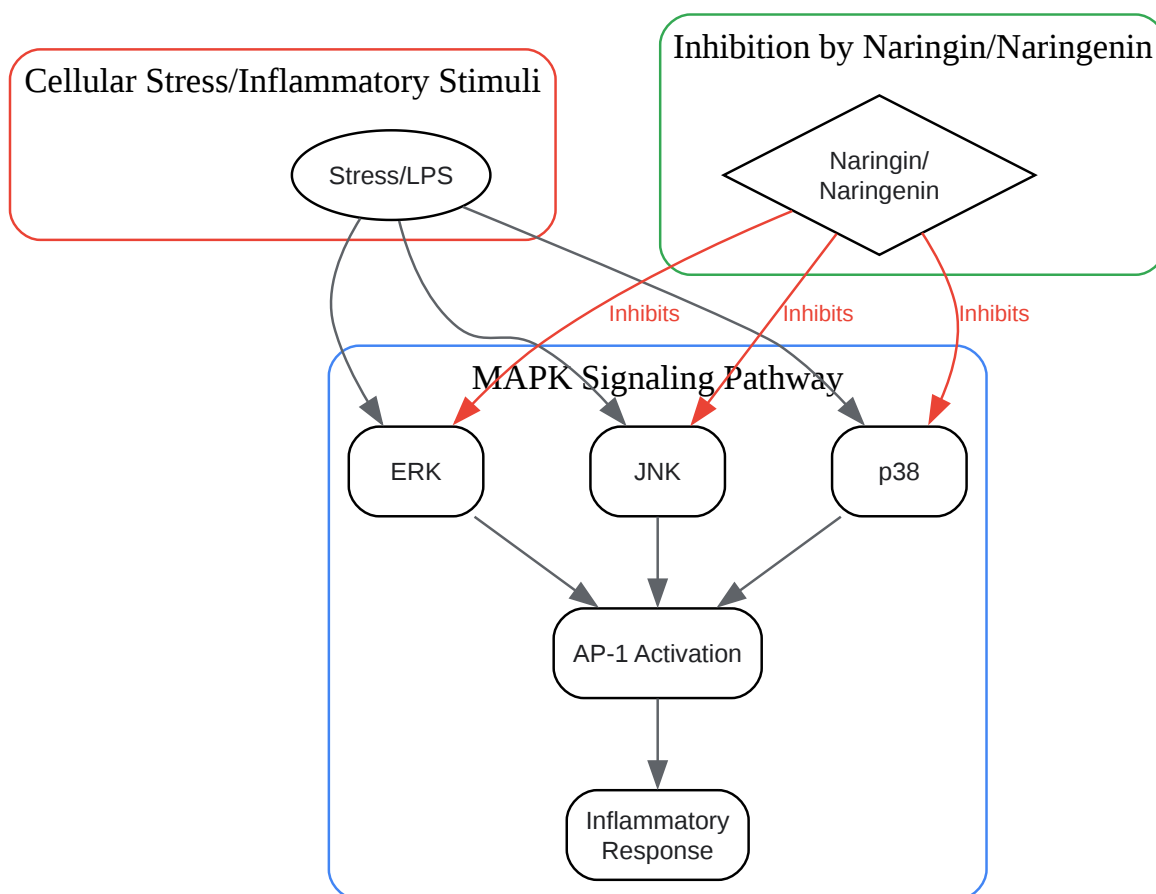 Inhibition by Naringin/Naringenin
Cellular Stress/Inflammatory Stimuli
Naringin/
Naringenin
Stress/LPS
Inhibits
Inhibits
Inhibits
MAPK Signaling Pathway
ERK
JNK
p38
AP-1 Activation
Inflammatory
Response